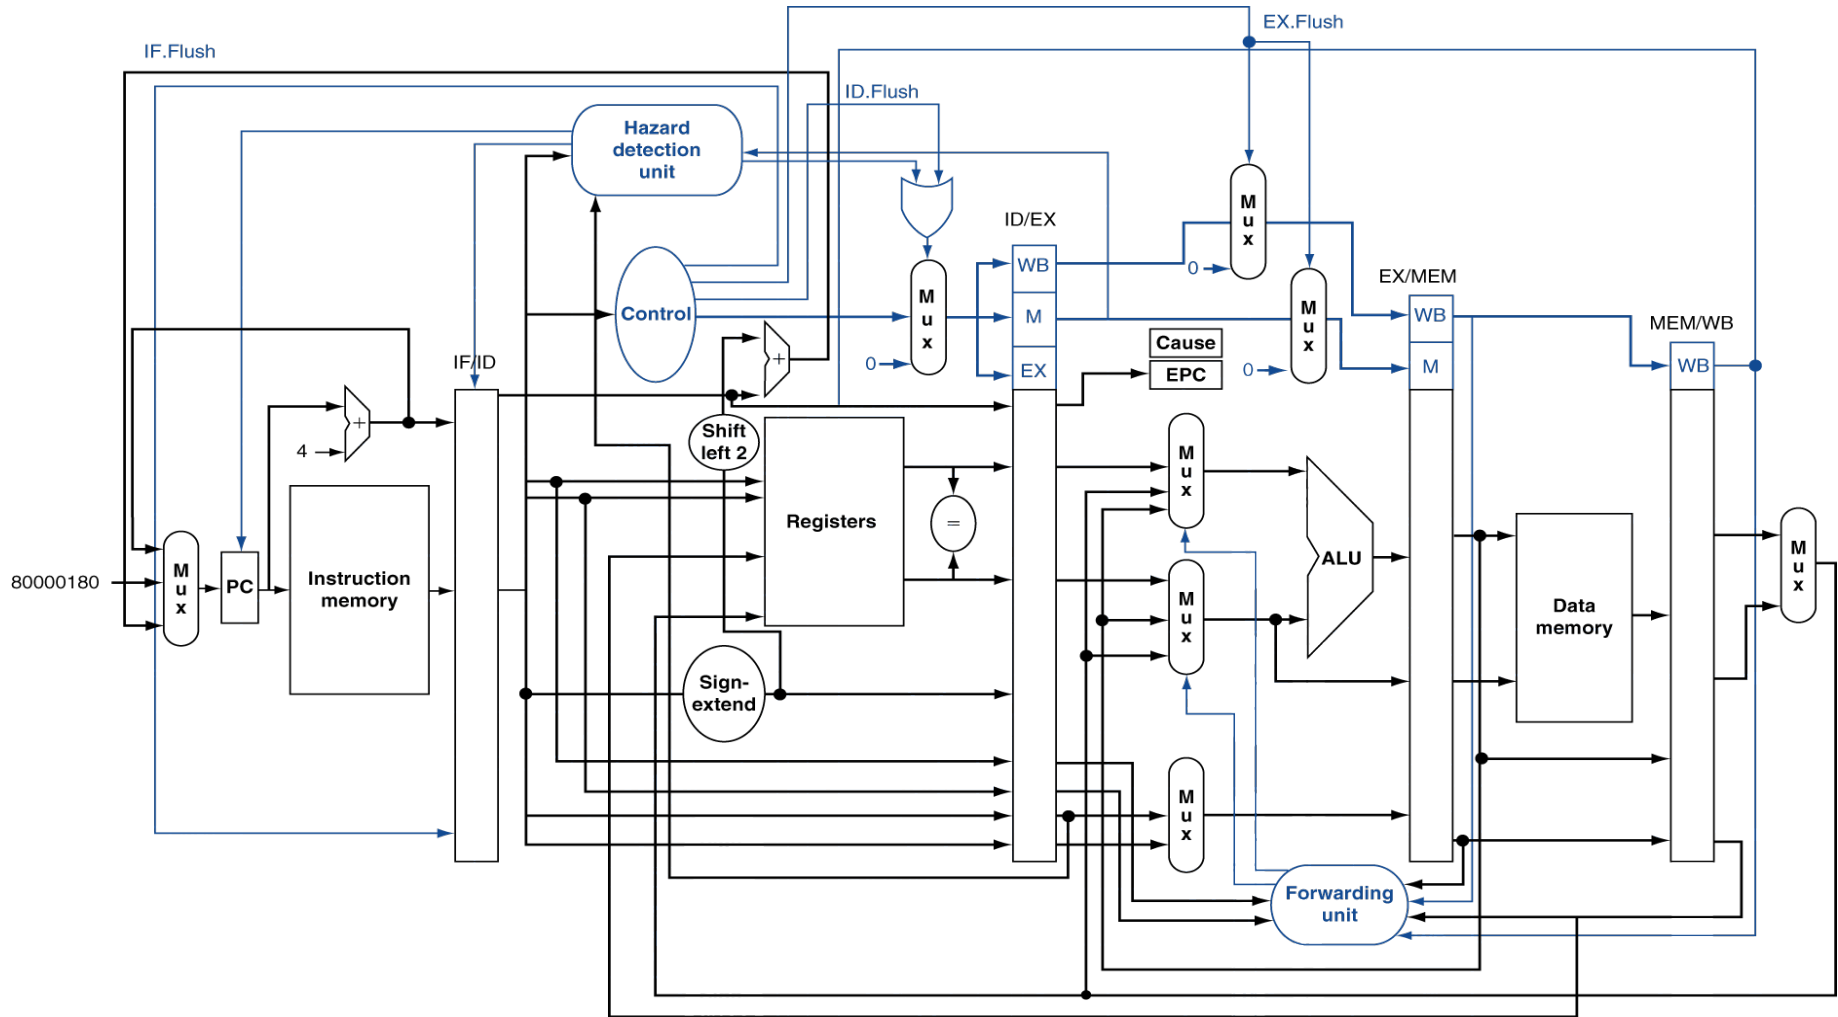 EX.Flush
IF.Flush
ID.Flush
Hazard
detection
unit
M
u
x
ID/EX
WB
0
EX/MEM
Control
M
u
x
M
M
u
x
WB
MEM/WB
Cause
IF/ID
+
0
EX
EPC
0
M
WB
+
4
Shift
left 2
M
u
x
Registers
=
M
u
x
80000180
PC
Instruction
memory
ALU
M
u
x
Data
memory
M
u
x
Sign-
extend
M
u
x
Forwarding
unit